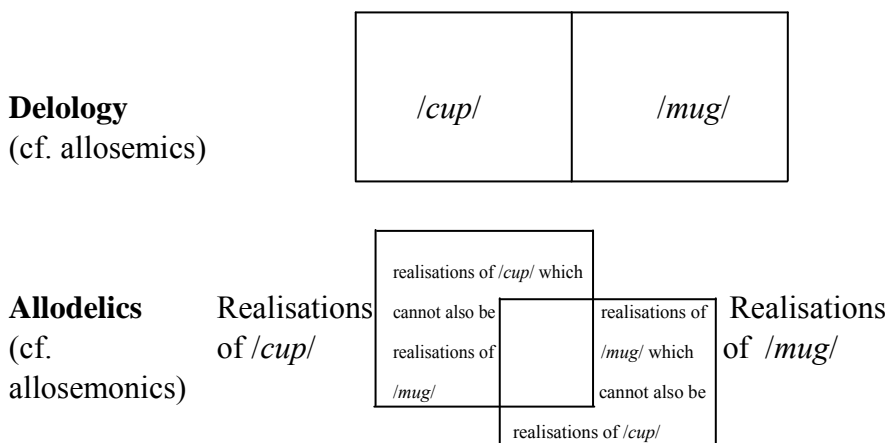 /cup/ /mug/
Delology
(cf. allosemics)
realisations of /cup/ which
Allodelics Realisations cannot also be realisations of Realisations
(cf. of /cup/ realisations of /mug/ which of /mug/
allosemonics) /mug/ cannot also be
realisations of /cup/